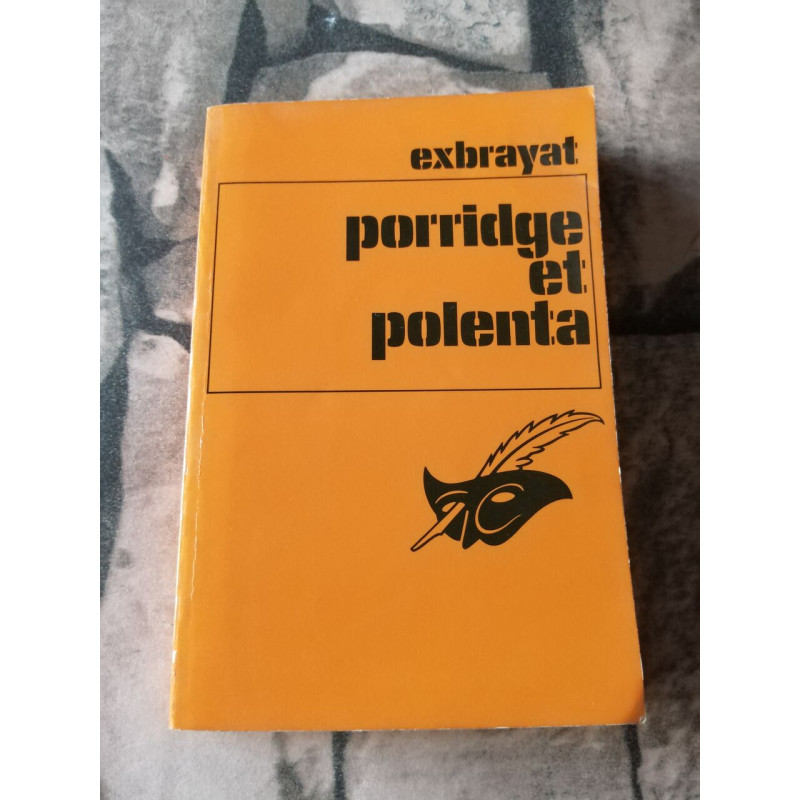 exbrayat
porridge
et
polenta